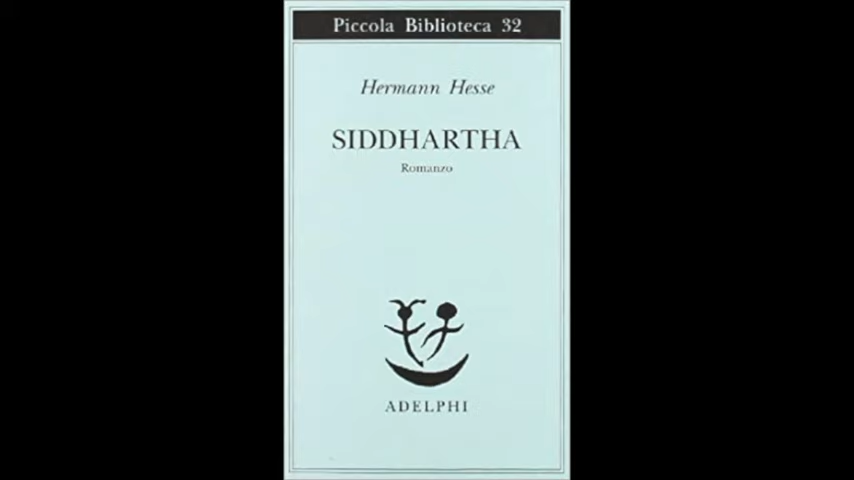 Piccola Biblioteca 32
Hermann Hesse
SIDDHARTHA
Romanzo
ADELPHI